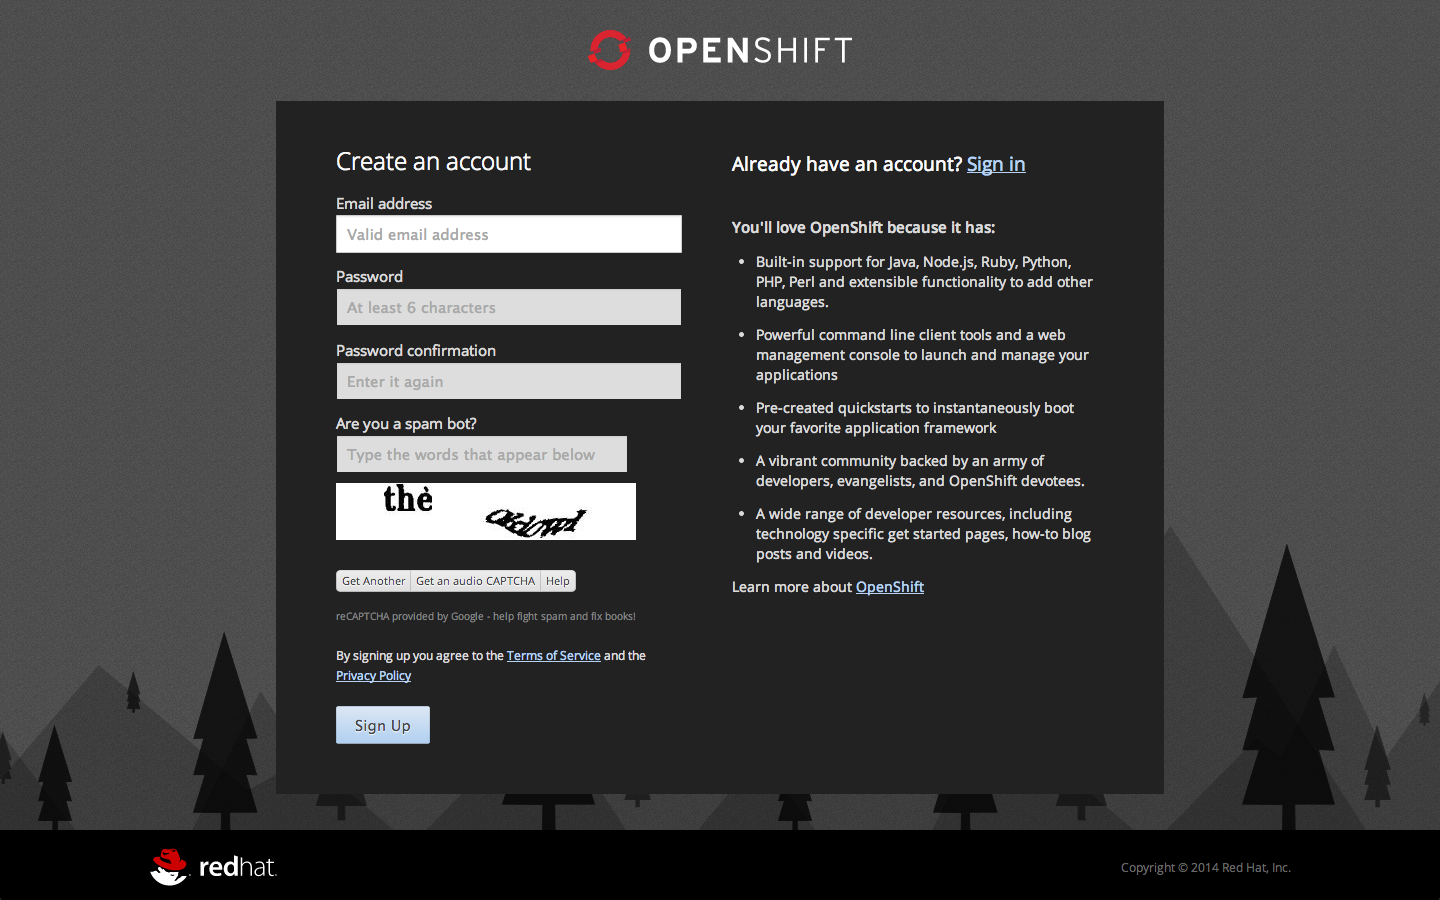 OPENSHIFT
Create an account
Email address
Valid email address
Password
At least 6 characters
Password confirmation
Enter it again
Are you a spam bot?
Type the words that appear below
the
Get Another
Get an audio CAPTCHA
Help
reCAPTCHA provided by Google - help fight spam and fix books!
By signing up you agree to the Terms of Service and the
Privacy Policy
Sign Up
Already have an account? Sign in
You'll love OpenShift because it has:
• Built-in support for Java, Node.js, Ruby, Python,
PHP, Perl and extensible functionality to add other
languages.
• Powerful command line client tools and a web
management console to launch and manage your
applications
• Pre-created quickstarts to instantaneously boot
your favorite application framework
• A vibrant community backed by an army of
developers, evangelists, and OpenShift devotees.
• A wide range of developer resources, including
technology specific get started pages, how-to blog
posts and videos.
Learn more about OpenShift
redhat.
Copyright © 2014 Red Hat, Inc.